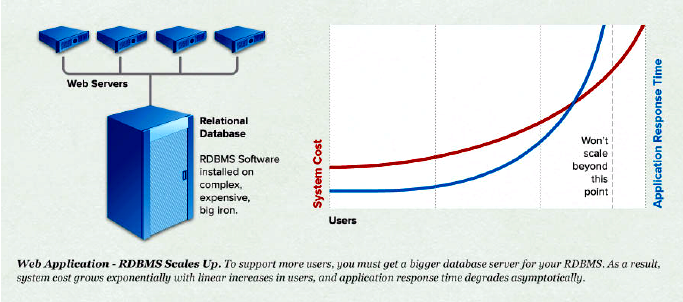 Web Servers
Relational
Database
RDBMS Software
installed on
complex,
expensive,
big iron.
System Cost
Won't
scale
beyond
this
point
Application Response Time
Users
Web Application - RDBMS Scales Up. To support more users, you must get a bigger database server for your RDBMS. As a result,
system cost grows exponentially with linear increases in users, and application response time degrades asymptotically.